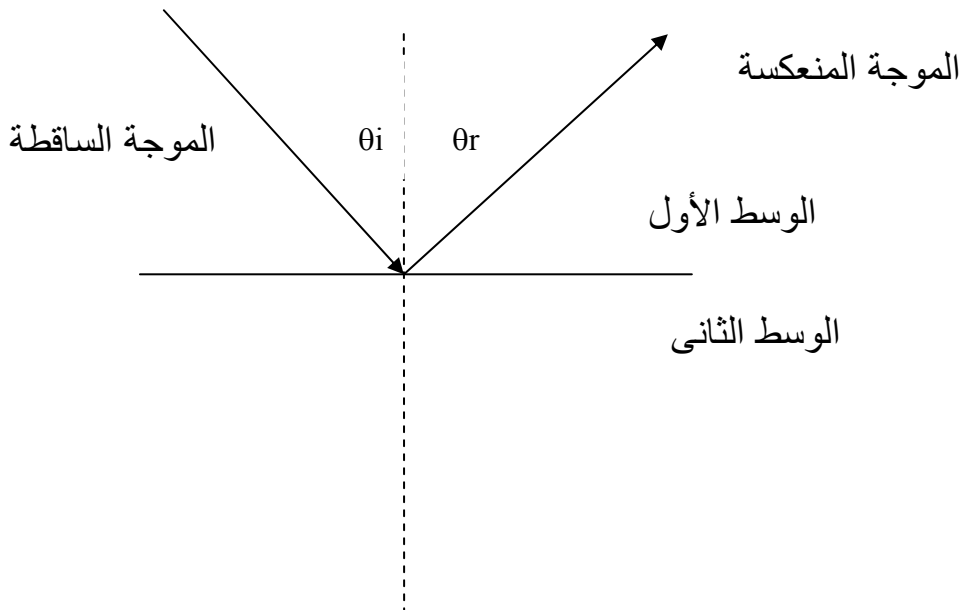 الموجة المنعكسة
θi
θr
الموجة الساقطة
الوسط الأول
الوسط الثانى